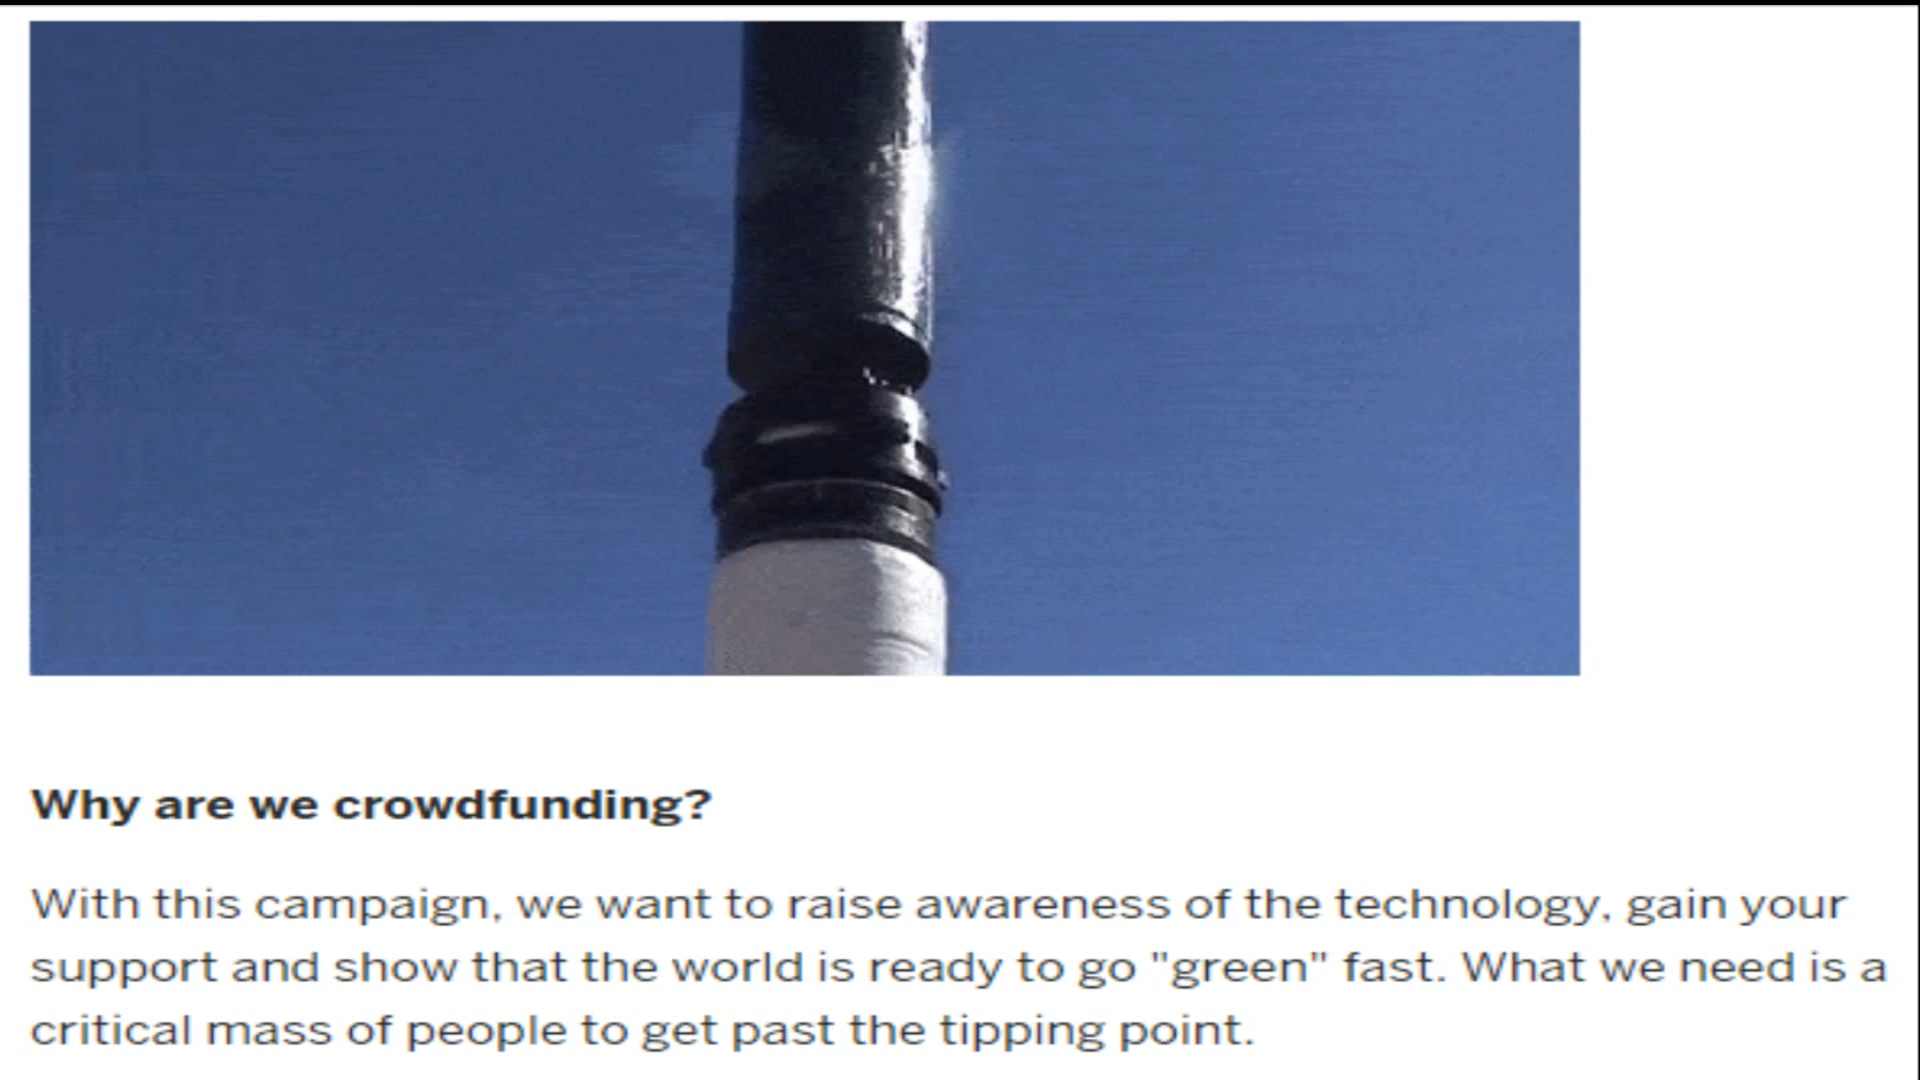 Why are we crowdfunding?
With this campaign, we want to raise awareness of the technology, gain your
support and show that the world is ready to go "green" fast. What we need is a
critical mass of people to get past the tipping point.